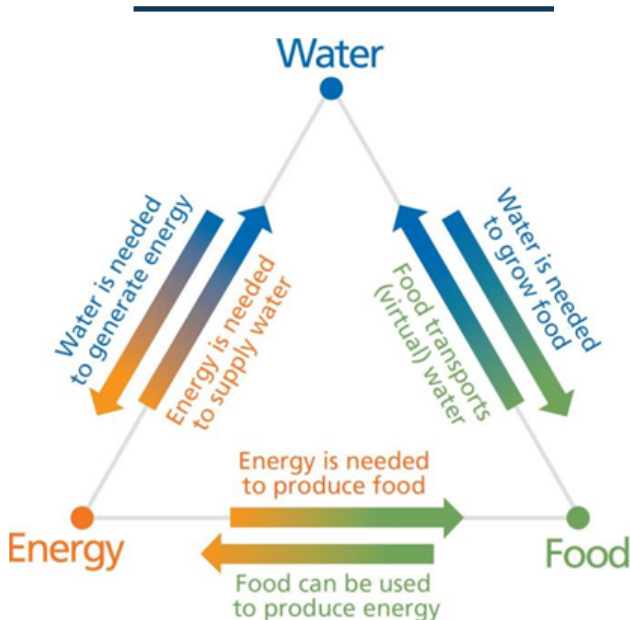 Water
Water is needed
to generate energy
Energy is needed
to supply water
Food transports
(virtual) water
Water is needed
to grow food
Energy is needed
to produce food
Energy
Food
Food can be used
to produce energy